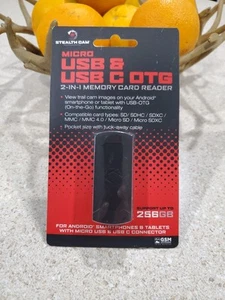 STEALTH CAM
MICRO
USB &
USB C OTG
2-IN-1 MEMORY CARD READER
• View trail cam images on your Android®
smartphone or tablet with USB-OTG
(On-the-Go) functionality
• Compatible card types: SD/ SDHC / SDXC /
MMC / MMC 4.0 / Micro SD / Micro SDXC
• Pocket size with tuck-away cable
SUPPORT UP TO
256GB
FOR ANDROID® SMARTPHONES & TABLETS
WITH MICRO USB & USB C CONNECTOR
GSM